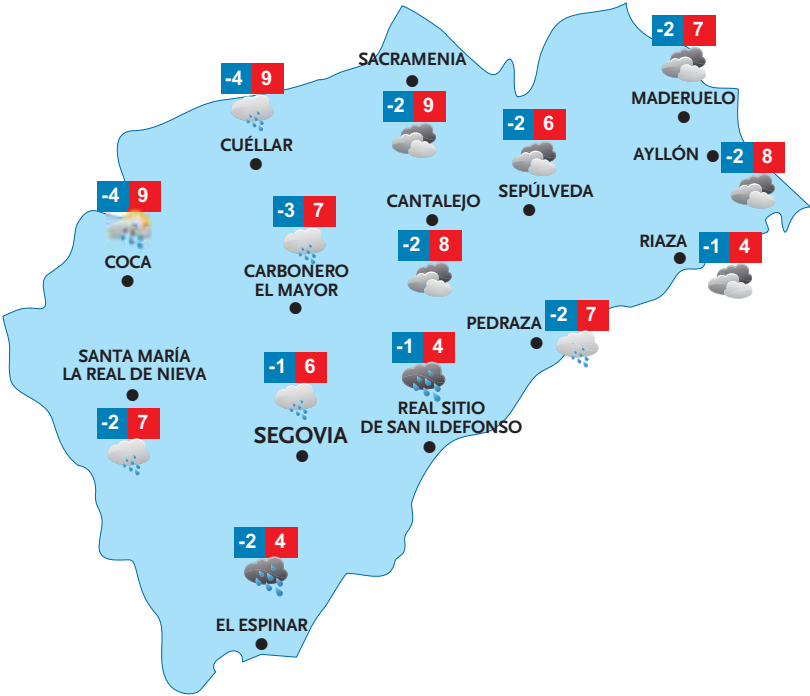 -2 7
MADERUELO
SACRAMENIA
-2 9
-4 9
CUÉLLAR
-2 6
SEPÚLVEDA
AYLLÓN
-2 8
-4 9
COCA
-3 7
CARBONERO
EL MAYOR
CANTALEJO
-2 8
RIAZA
-1 4
PEDRAZA
-2 7
SANTA MARÍA
LA REAL DE NIEVA
-2 7
-1 6
SEGOVIA
-1 4
REAL SITIO
DE SAN ILDEFONSO
-2 4
EL ESPINAR